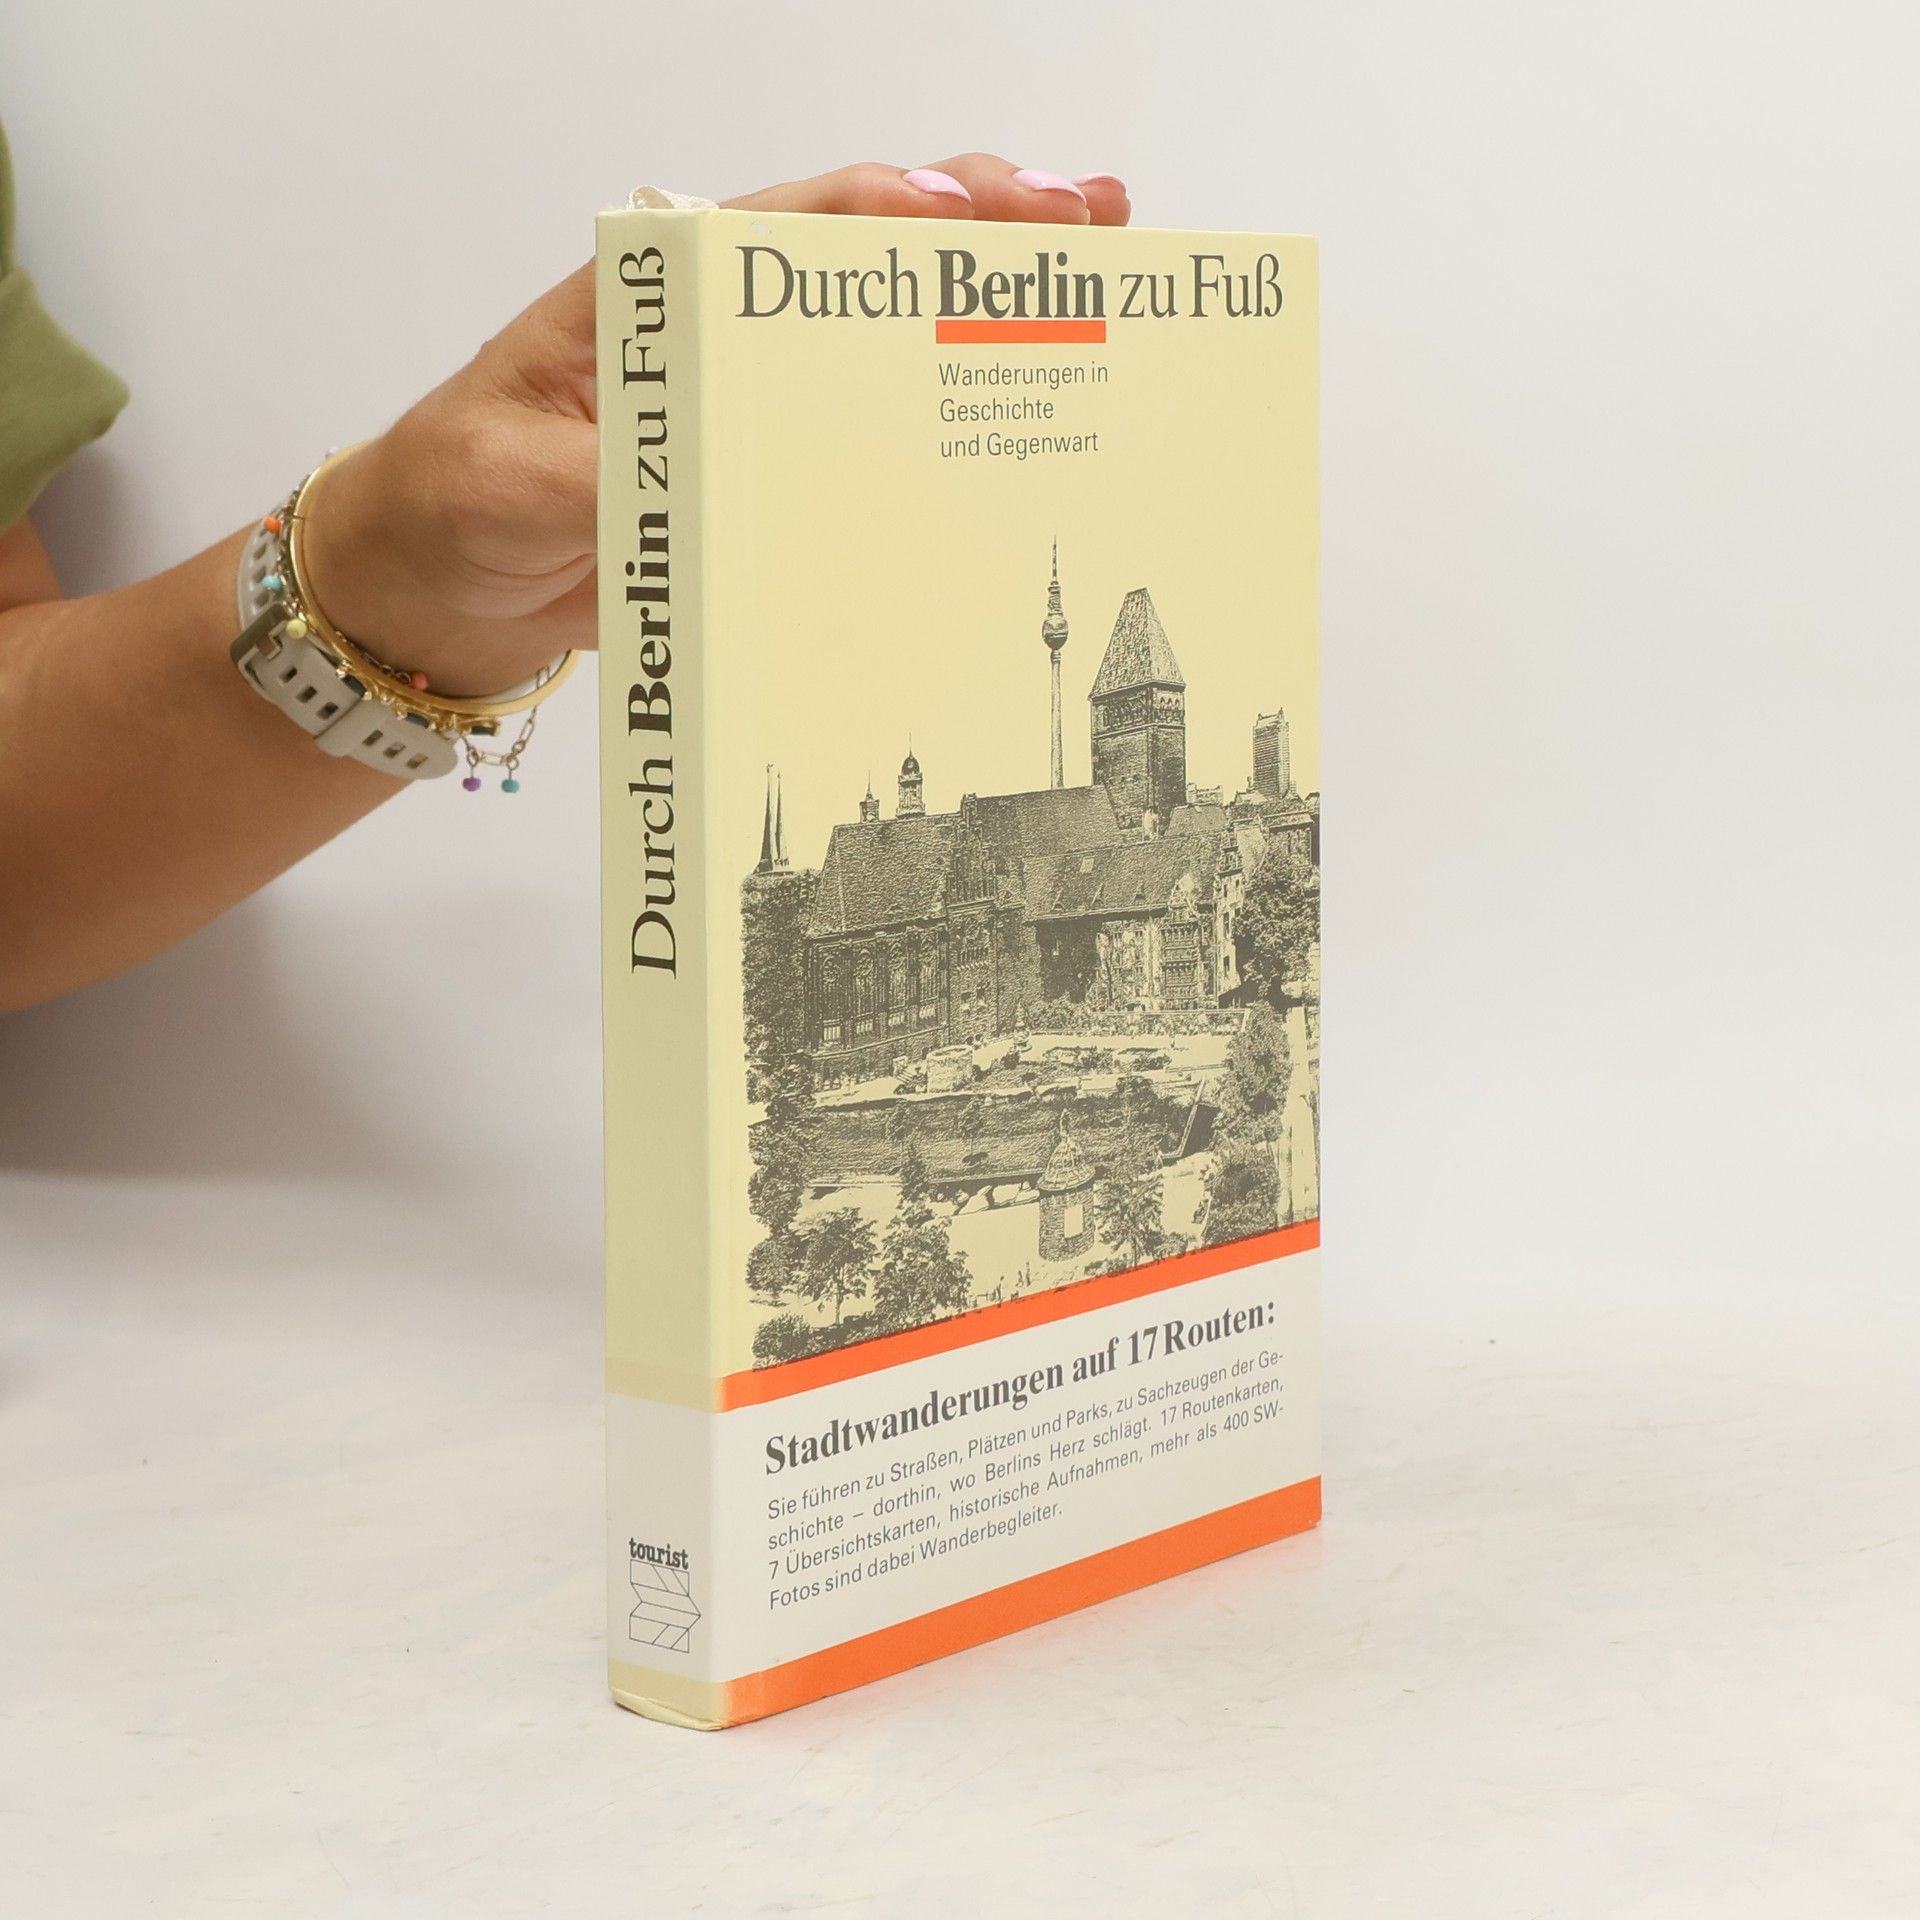 Durch Berlin zu Fuß
Durch Berlin zu Fuß
Wanderungen in
Geschichte
und Gegenwart
Stadtwanderungen auf 17 Routen:
Sie führen zu Straßen, Plätzen und Parks, zu Sachzeugen der Ge-
schichte – dorthin, wo Berlins Herz schlägt. 17 Routenkarten,
7 Übersichtskarten, historische Aufnahmen, mehr als 400 SW-
Fotos sind dabei Wanderbegleiter.
tourist